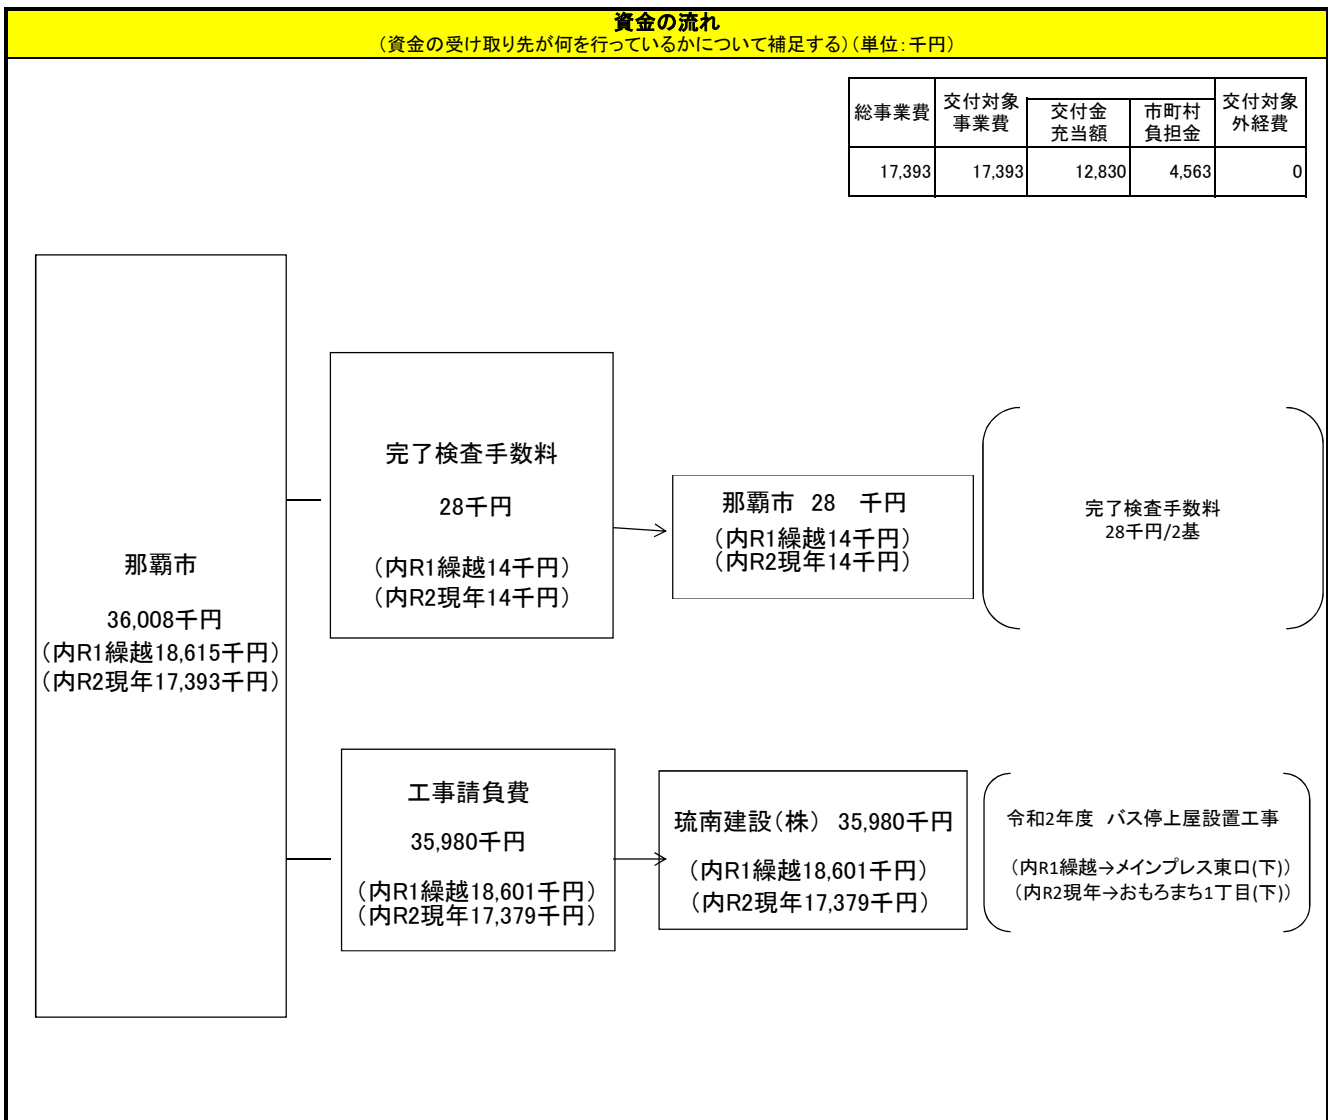 資金の流れ
（資金の受け取り先が何を行っているかについて補足する）（単位：千円）
総事業費
交付対象
事業費
交付金
充当額
市町村
負担金
交付対象
外経費
17,393
17,393
12,830
4,563
0
那覇市
36,008千円
（内R1繰越18,615千円）
（内R2現年17,393千円）
完了検査手数料
28千円
（内R1繰越14千円）
（内R2現年14千円）
那覇市 28　千円
（内R1繰越14千円）
（内R2現年14千円）
完了検査手数料
28千円/2基
工事請負費
35,980千円
（内R1繰越18,601千円）
（内R2現年17,379千円）
琉南建設（株） 35,980千円
（内R1繰越18,601千円）
（内R2現年17,379千円）
令和2年度 バス停上屋設置工事
（内R1繰越→メインプレス東口(下)）
（内R2現年→おもろまち1丁目(下)）